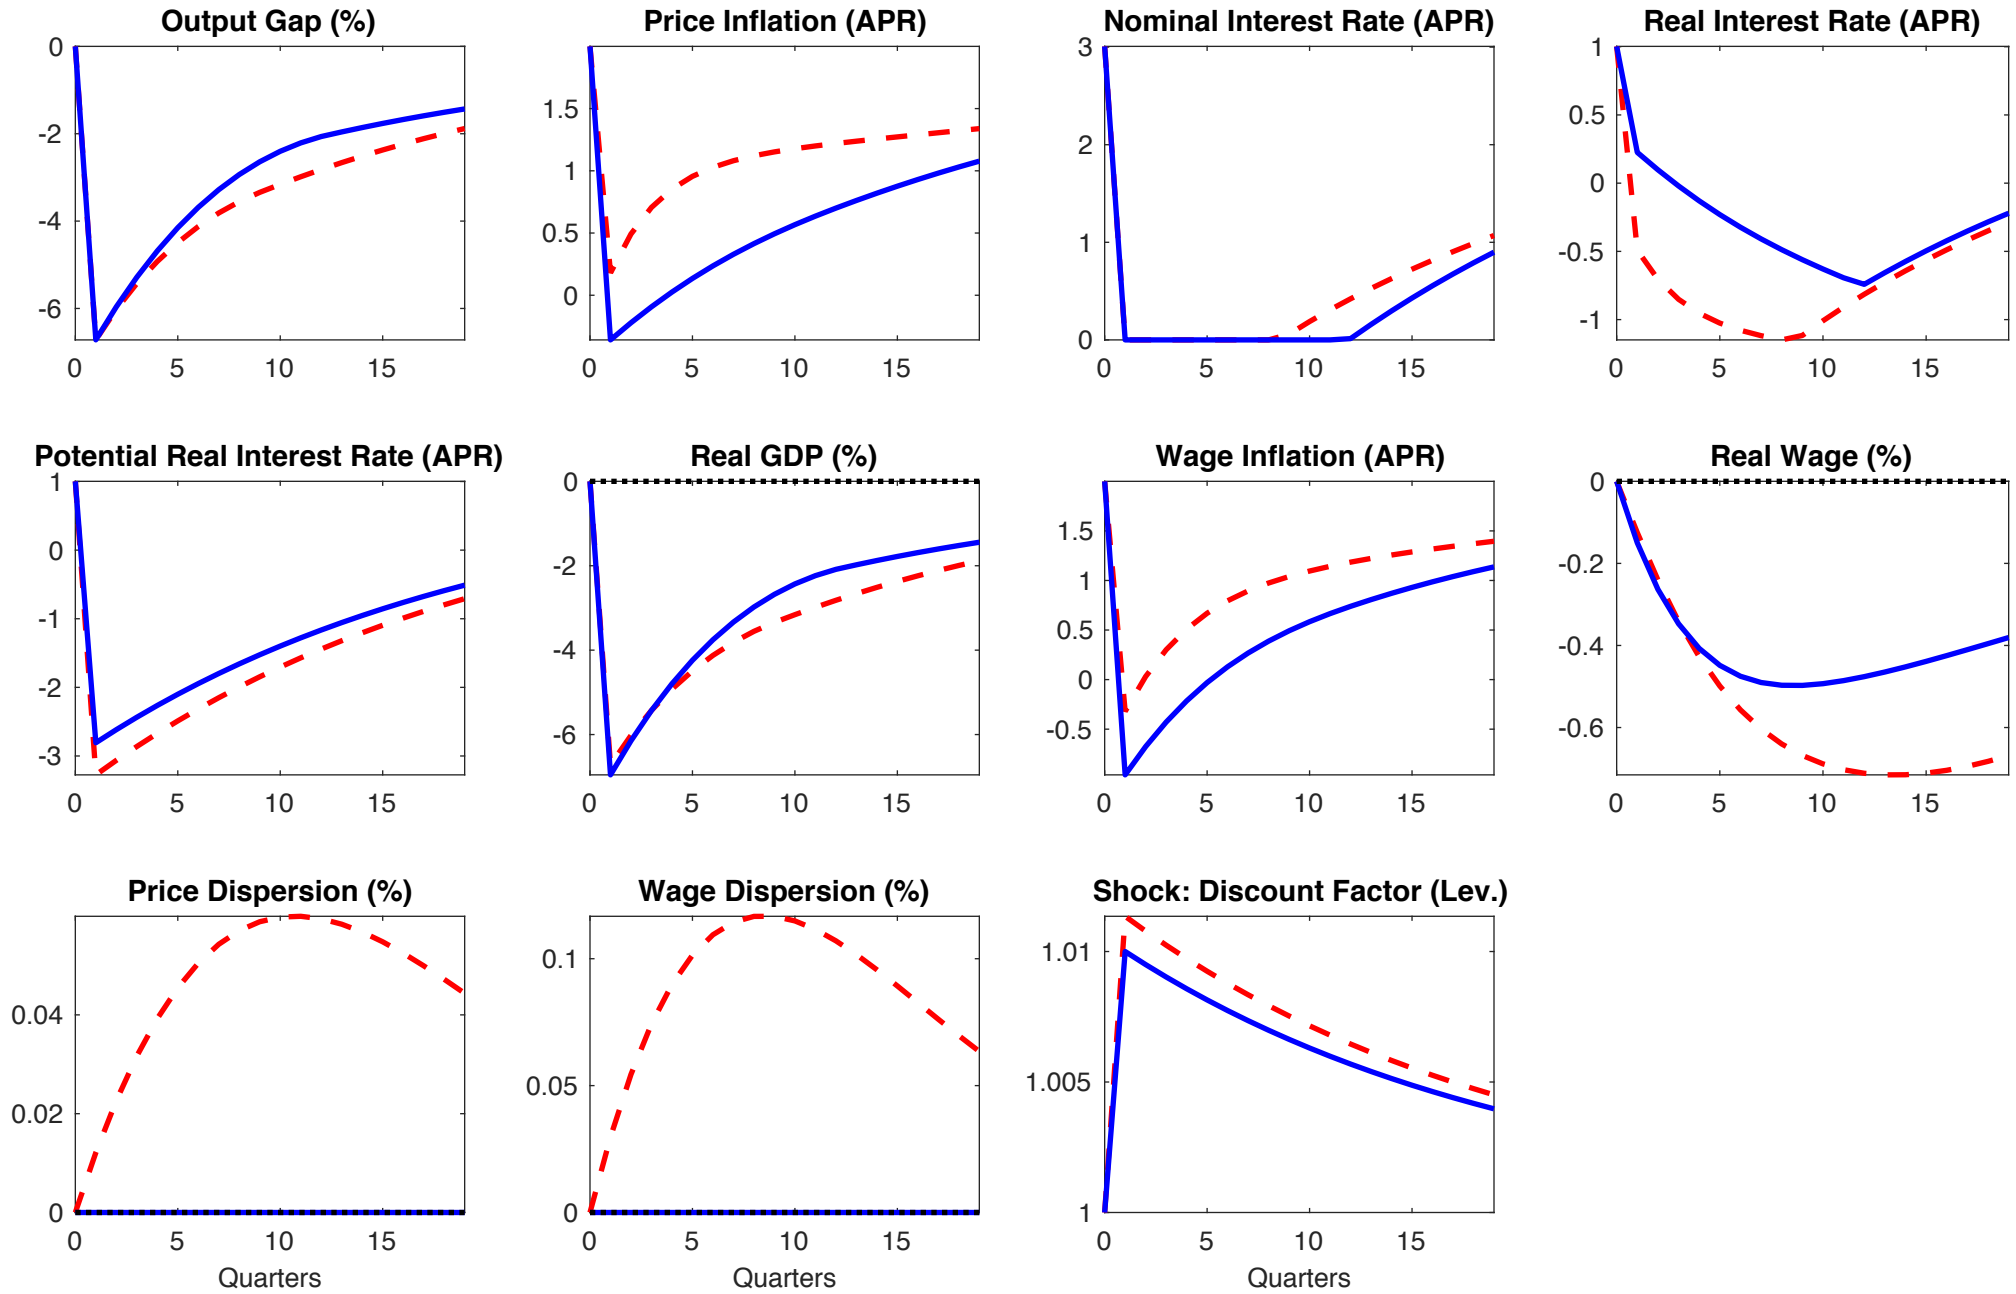 Output Gap (%)
0
-2
-4
-6
0 5 10 15
Price Inflation (APR)
1.5
1
0.5
0
0 5 10 15
Nominal Interest Rate (APR)
3
2
1
0
0 5 10 15
Real Interest Rate (APR)
1
0.5
0
-0.5
-1
0 5 10 15
Potential Real Interest Rate (APR)
1
0
-1
-2
-3
0 5 10 15
Real GDP (%)
0
-2
-4
-6
0 5 10 15
Wage Inflation (APR)
1.5
1
0.5
0
-0.5
0 5 10 15
Real Wage (%)
0
-0.2
-0.4
-0.6
0 5 10 15
Price Dispersion (%)
0.04
0.02
0
0 5 10 15
Quarters
Wage Dispersion (%)
0.1
0.05
0
0 5 10 15
Quarters
Shock: Discount Factor (Lev.)
1.01
1.005
1
0 5 10 15
Quarters